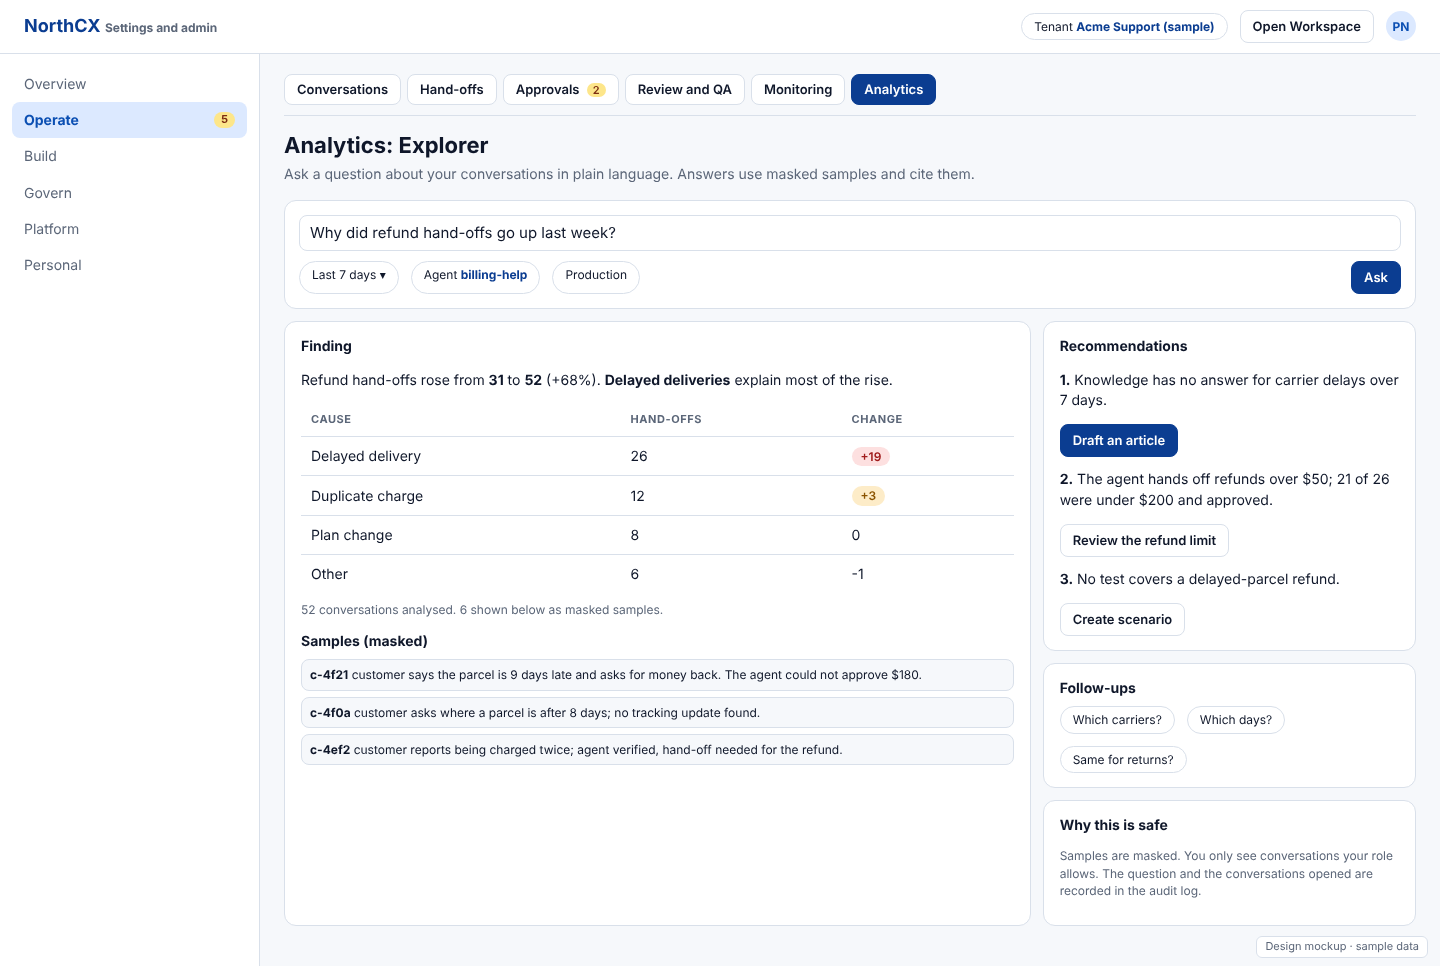 NorthCX Settings and admin
Tenant Acme Support (sample)
Open Workspace
PN
Overview
Operate 5
Build
Govern
Platform
Personal
Conversations
Hand-offs
Approvals 2
Review and QA
Monitoring
Analytics
Analytics: Explorer
Ask a question about your conversations in plain language. Answers use masked samples and cite them.
Why did refund hand-offs go up last week?
Last 7 days ▾
Agent billing-help
Production
Ask
Finding
Refund hand-offs rose from 31 to 52 (+68%). Delayed deliveries explain most of the rise.
CAUSE HAND-OFFS CHANGE
Delayed delivery 26 +19
Duplicate charge 12 +3
Plan change 8 0
Other 6 -1
52 conversations analysed. 6 shown below as masked samples.
Samples (masked)
c-4f21 customer says the parcel is 9 days late and asks for money back. The agent could not approve $180.
c-4f0a customer asks where a parcel is after 8 days; no tracking update found.
c-4ef2 customer reports being charged twice; agent verified, hand-off needed for the refund.
Recommendations
1. Knowledge has no answer for carrier delays over
7 days.
Draft an article
2. The agent hands off refunds over $50; 21 of 26
were under $200 and approved.
Review the refund limit
3. No test covers a delayed-parcel refund.
Create scenario
Follow-ups
Which carriers?
Which days?
Same for returns?
Why this is safe
Samples are masked. You only see conversations your role
allows. The question and the conversations opened are
recorded in the audit log.
Design mockup · sample data